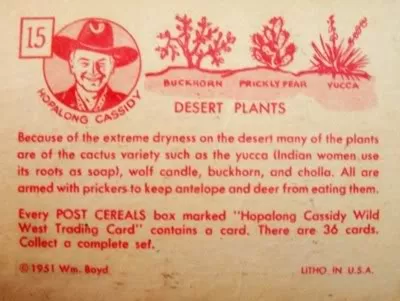 15
HOPALONG CASSIDY
BUCKHORN PRICKLY PEAR YUCCA
DESERT PLANTS
Because of the extreme dryness on the desert many of the plants
are of the cactus variety such as the yucca (Indian women use
its roots as soap), wolf candle, buckhorn, and cholla. All are
armed with prickers to keep antelope and deer from eating them.
Every POST CEREALS box marked "Hopalong Cassidy Wild
West Trading Card" contains a card. There are 36 cards.
Collect a complete set.
©1951 Wm. Boyd LITHO. IN U.S.A.